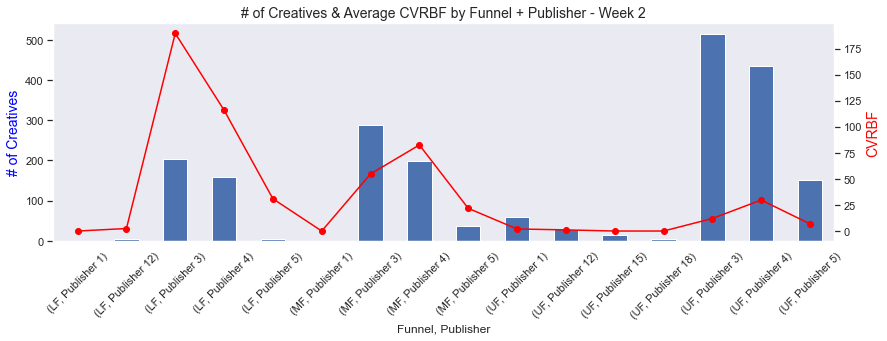 # of Creatives & Average CVRBF by Funnel + Publisher - Week 2
# of Creatives
500
400
300
200
100
0
175
150
125
100
75
50
25
0
CVRBF
(LF, Publisher 1)
(LF, Publisher 12)
(LF, Publisher 3)
(LF, Publisher 4)
(LF, Publisher 5)
(MF, Publisher 1)
(MF, Publisher 3)
(MF, Publisher 4)
(MF, Publisher 5)
(UF, Publisher 1)
(UF, Publisher 12)
(UF, Publisher 15)
(UF, Publisher 18)
(UF, Publisher 3)
(UF, Publisher 4)
(UF, Publisher 5)
Funnel, Publisher